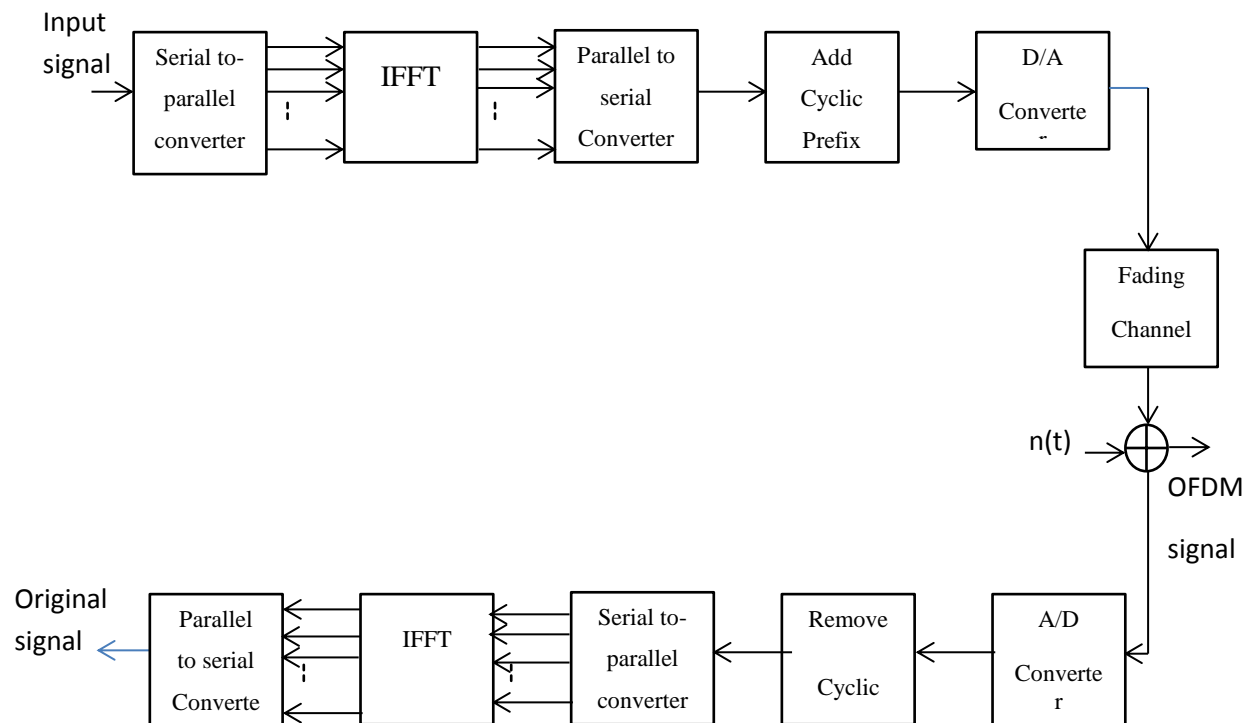 Input
signal
Serial to-
parallel
converter
IFFT
Parallel to
serial
Converter
Add
Cyclic
Prefix
D/A
Converte
r
Fading
Channel
n(t)
OFDM
signal
Original
signal
Parallel
to serial
Converte
IFFT
Serial to-
parallel
converter
Remove
Cyclic
A/D
Converte
r